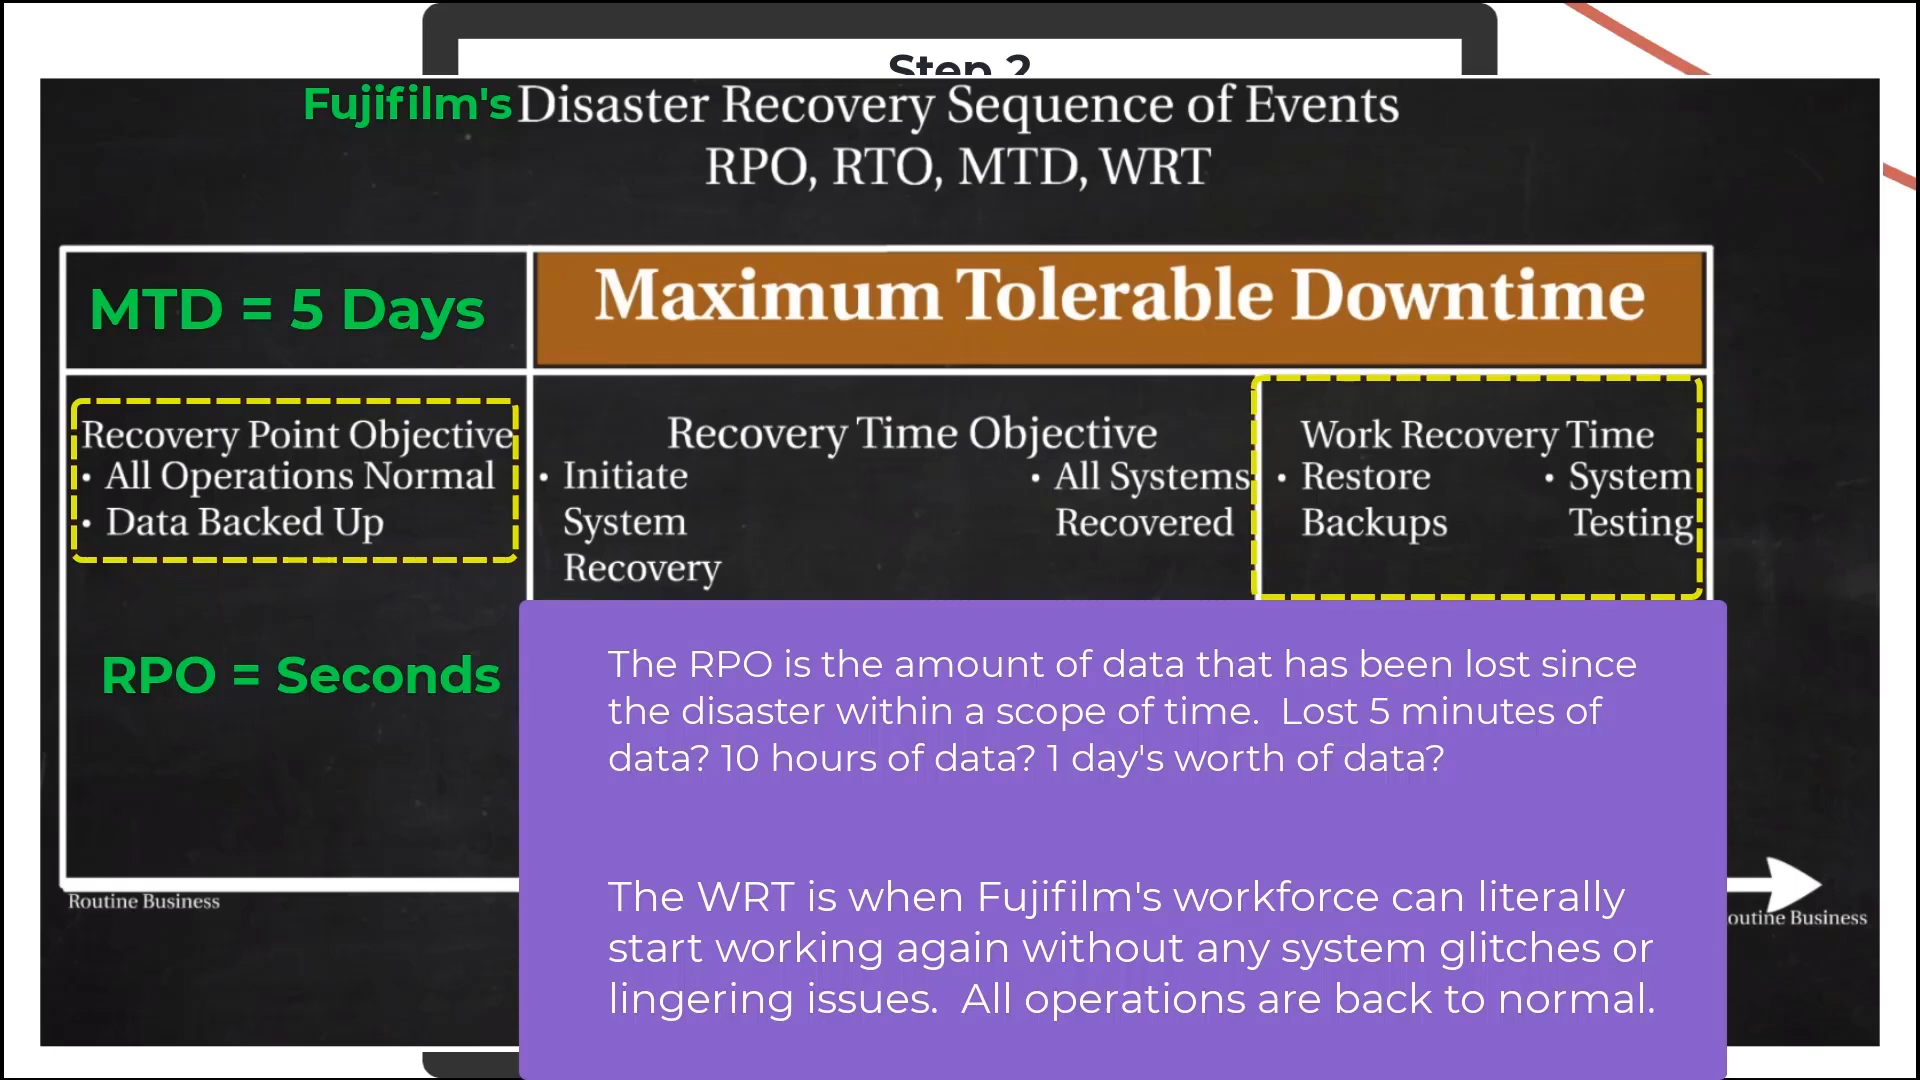 Step 2
Fujifilm's Disaster Recovery Sequence of Events
RPO, RTO, MTD, WRT
MTD = 5 Days
Maximum Tolerable Downtime
Recovery Point Objective
• All Operations Normal
• Data Backed Up
Recovery Time Objective
• Initiate
System
Recovery
• All Systems
Recovered
Work Recovery Time
• Restore
Backups
• System
Testing
RPO = Seconds
The RPO is the amount of data that has been lost since
the disaster within a scope of time.  Lost 5 minutes of
data? 10 hours of data? 1 day's worth of data?
The WRT is when Fujifilm's workforce can literally
start working again without any system glitches or
lingering issues.  All operations are back to normal.
Routine Business
outine Business